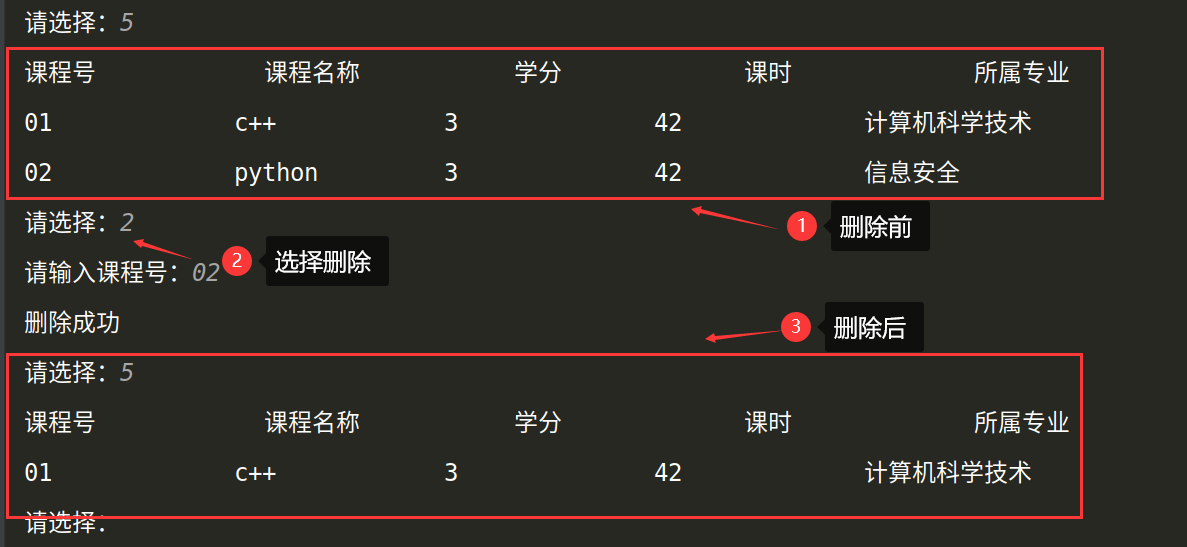 请选择：5
课程号 课程名称 学分 课时 所属专业
01 c++ 3 42 计算机科学技术
02 python 3 42 信息安全
请选择：2
1 删除前
请输入课程号：02
2 选择删除
删除成功
3 删除后
请选择：5
课程号 课程名称 学分 课时 所属专业
01 c++ 3 42 计算机科学技术
请选择：